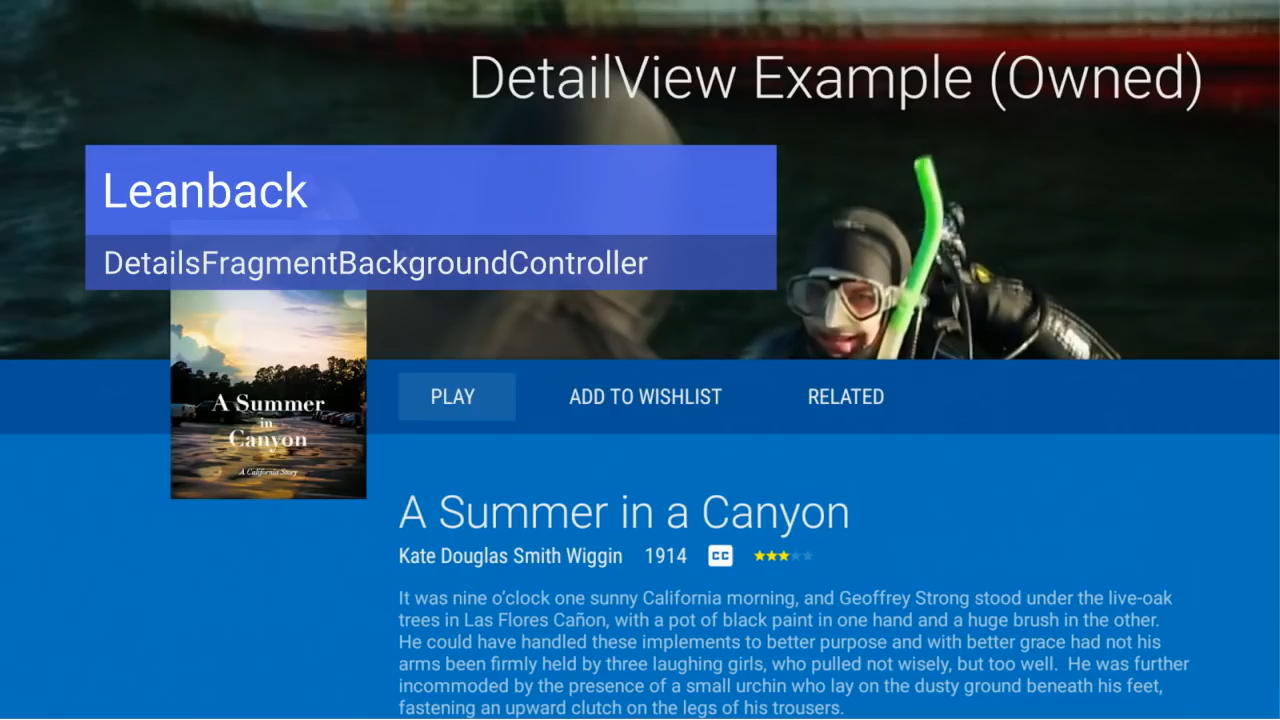 DetailView Example (Owned)
Leanback
DetailsFragmentBackgroundController
A Summer
in
Canyon
A California Story
PLAY ADD TO WISHLIST RELATED
A Summer in a Canyon
Kate Douglas Smith Wiggin 1914 CC
It was nine o'clock one sunny California morning, and Geoffrey Strong stood under the live-oak
trees in Las Flores Cañon, with a pot of black paint in one hand and a huge brush in the other.
He could have handled these implements to better purpose and with better grace had not his
arms been firmly held by three laughing girls, who pulled not wisely, but too well.  He was further
incommoded by the presence of a small urchin who lay on the dusty ground beneath his feet,
fastening an upward clutch on the legs of his trousers.